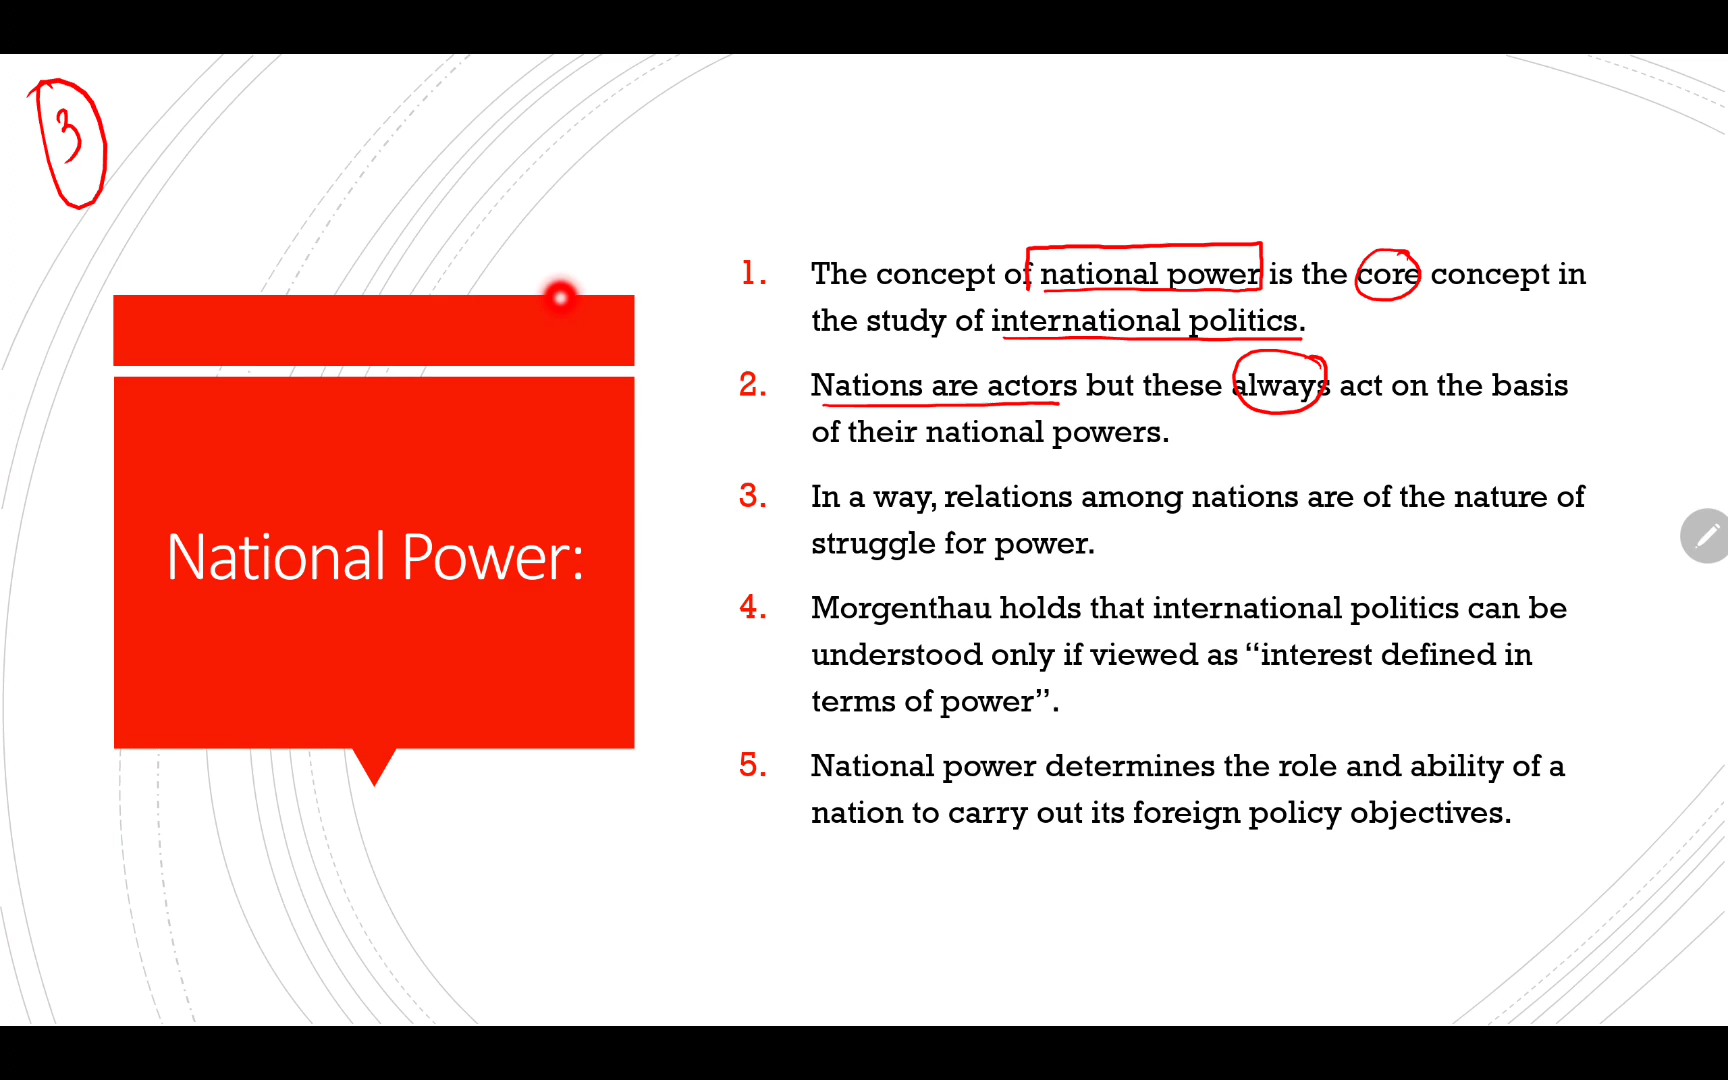 3
National Power:
1. The concept of national power is the core concept in
the study of international politics.
2. Nations are actors but these always act on the basis
of their national powers.
3. In a way, relations among nations are of the nature of
struggle for power.
4. Morgenthau holds that international politics can be
understood only if viewed as “interest defined in
terms of power”.
5. National power determines the role and ability of a
nation to carry out its foreign policy objectives.